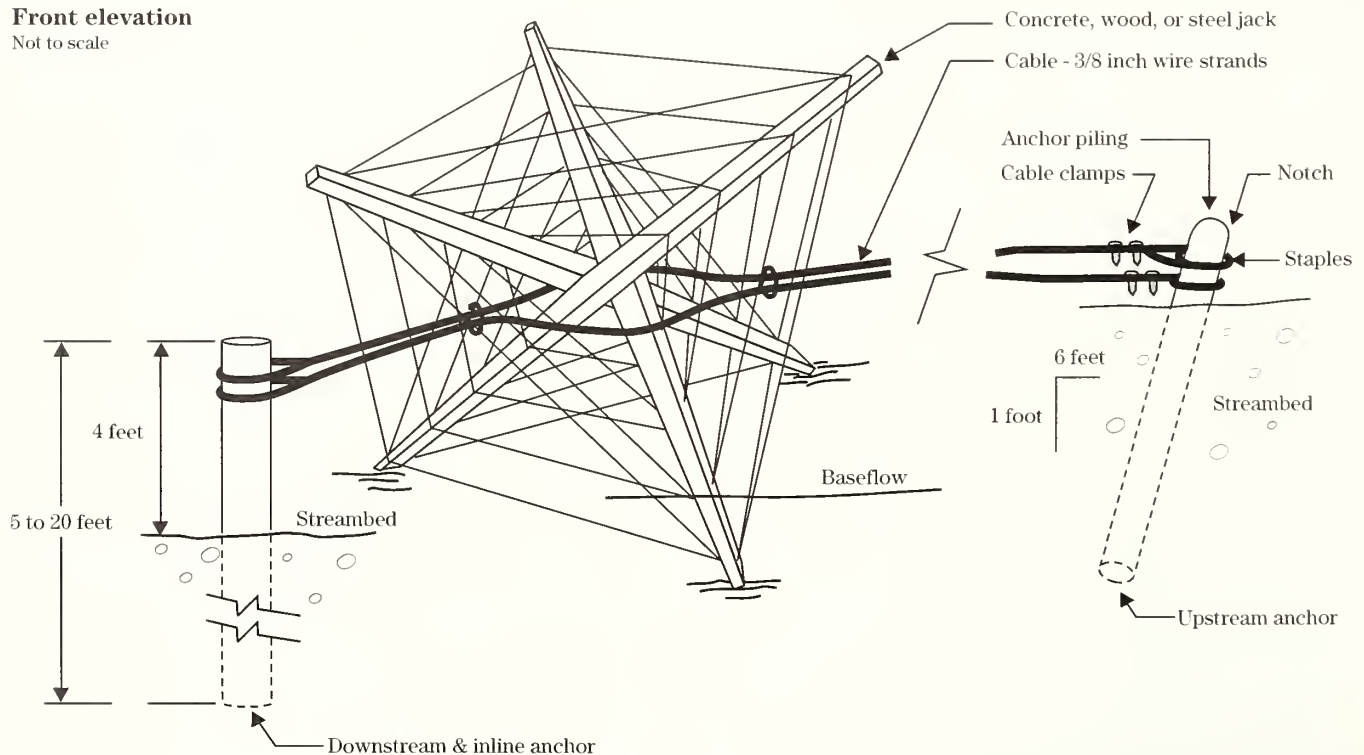 Front elevation
Not to scale
Concrete, wood, or steel jack
Cable - 3/8 inch wire strands
Anchor piling
Cable clamps
Notch
Staples
6 feet
1 foot
Streambed
4 feet
Baseflow
5 to 20 feet
Streambed
Upstream anchor
Downstream & inline anchor